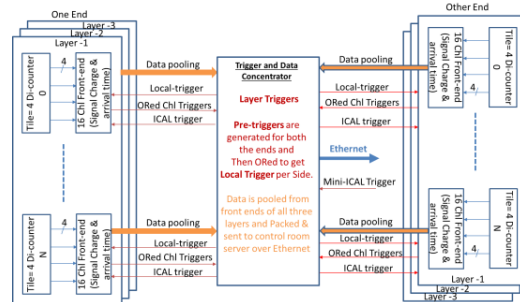 One End
Layer -3
Layer -2
Layer -1
Tile= 4 Di-counter
0
4
16 Chl Front-end
(Signal Charge &
arrival time)
Data pooling
Local-trigger
ORed Chl Triggers
ICAL trigger
Tile= 4 Di-counter
N
4
16 Chl Front-end
(Signal Charge &
arrival time)
Data pooling
Local-trigger
ORed Chl Triggers
ICAL trigger
Trigger and Data
Concentrator
Layer Triggers
Pre-triggers are
generated for both
the ends and
Then ORed to get
Local Trigger per Side.
Data is pooled from
front ends of all three
layers and Packed &
sent to control room
server over Ethernet
Other End
Data pooling
Local-trigger
ORed Chl Triggers
ICAL trigger
16 Chl Front-end
(Signal Charge &
arrival time)
4
Tile= 4 Di-counter
0
Ethernet
Mini-ICAL Trigger
Data pooling
Local-trigger
ORed Chl Triggers
ICAL trigger
16 Chl Front-end
(Signal Charge &
arrival time)
4
Tile= 4 Di-counter
N
Layer -1
Layer -2
Layer -3